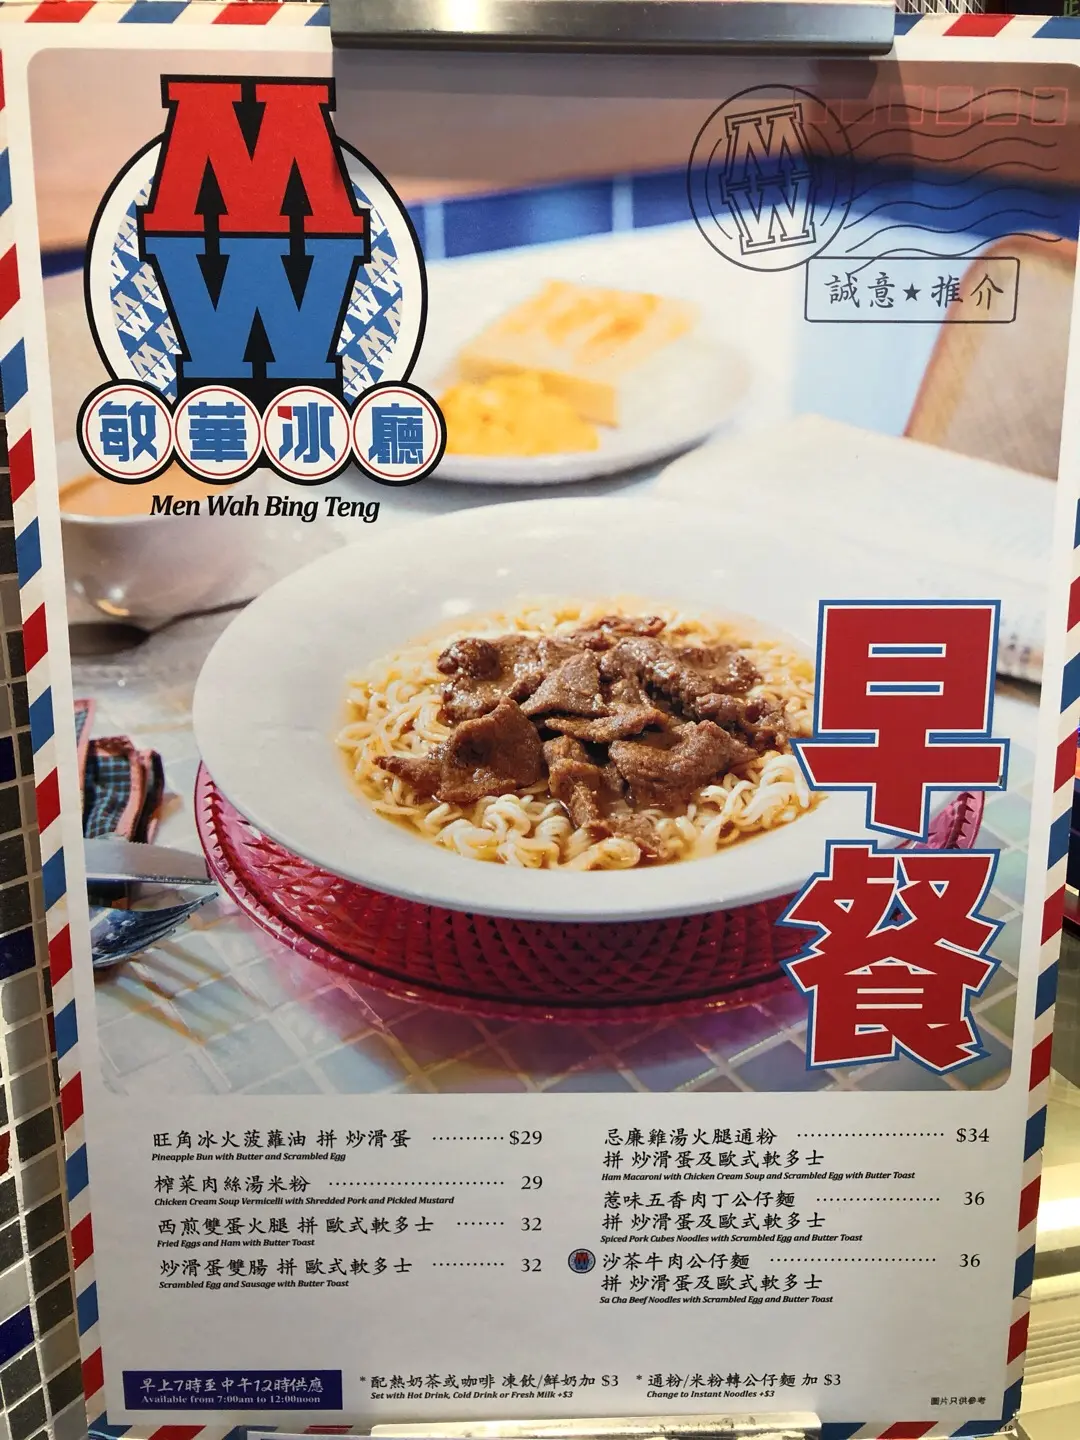 MW
敏華冰廳
Men Wah Bing Teng
MW
誠意★推介
早餐
旺角冰火菠蘿油 拼 炒滑蛋 ··········· $29
Pineapple Bun with Butter and Scrambled Egg
榨菜肉絲湯米粉 ························ 29
Chicken Cream Soup Vermicelli with Shredded Pork and Pickled Mustard
西煎雙蛋火腿 拼 歐式軟多士 ······· 32
Fried Eggs and Ham with Butter Toast
炒滑蛋雙腸 拼 歐式軟多士 ··········· 32
Scrambled Egg and Sausage with Butter Toast
忌廉雞湯火腿通粉 ····················· $34
拼 炒滑蛋及歐式軟多士
Ham Macaroni with Chicken Cream Soup and Scrambled Egg with Butter Toast
惹味五香肉丁公仔麵 ·················· 36
拼 炒滑蛋及歐式軟多士
Spiced Pork Cubes Noodles with Scrambled Egg and Butter Toast
沙茶牛肉公仔麵 ························ 36
拼 炒滑蛋及歐式軟多士
Sa Cha Beef Noodles with Scrambled Egg and Butter Toast
早上7時至中午12時供應
Available from 7:00am to 12:00noon
*配熱奶茶或咖啡 凍飲/鮮奶加 $3
Set with Hot Drink, Cold Drink or Fresh Milk +$3
*通粉/米粉轉公仔麵 加 $3
Change to Instant Noodles +$3
圖片只供參考